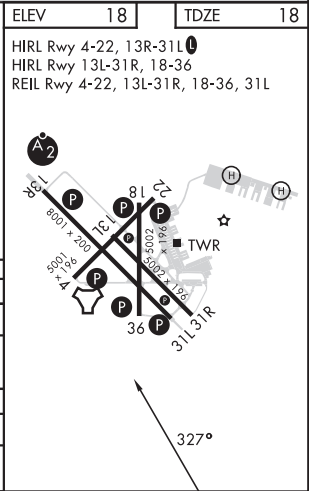 ELEV 18
TDZE 18
HIRL Rwy 4-22, 13R-31L L
HIRL Rwy 13L-31R, 18-36
REIL Rwy 4-22, 13L-31R, 18-36, 31L
A2
13R
P
8001 x 200
13L
P
18
22
P
H
H
P
5002 x 196
TWR
5001 x 196
P
4
5002 x 196
P
P
36
P
31L
31R
327°